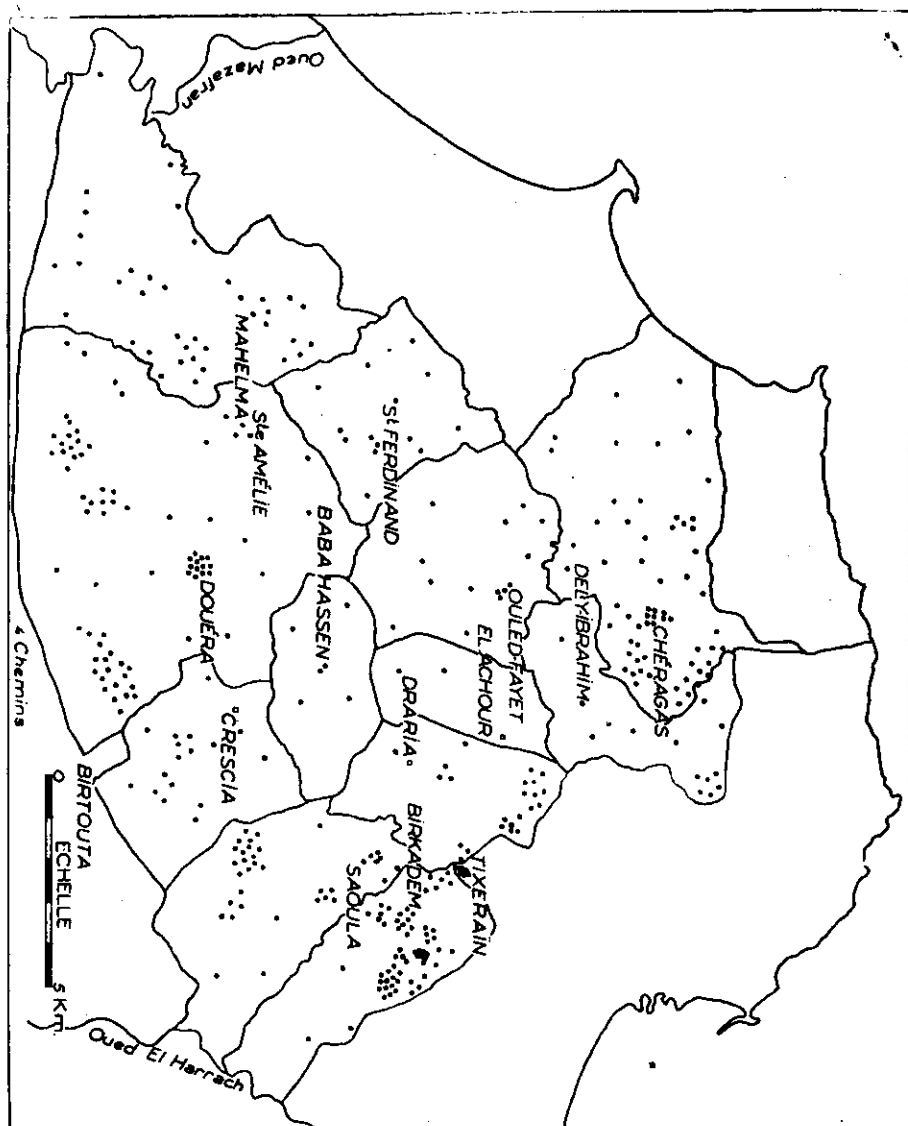 Oued Mazafran
MAHELMA
Ste AMÉLIE
St FERDINAND
BABA HASSEN
DOUÉRA
OULED-FAYET
EL ACHOUR
DELY IBRAHIM
CHÉRAGAS
DRARIA
CRESCIA
BIRKADEM
TIXERAÏN
SAOULA
4 Chemins
BIRTOUTA
ECHELLE
0 5 Km.
Oued El Harrach